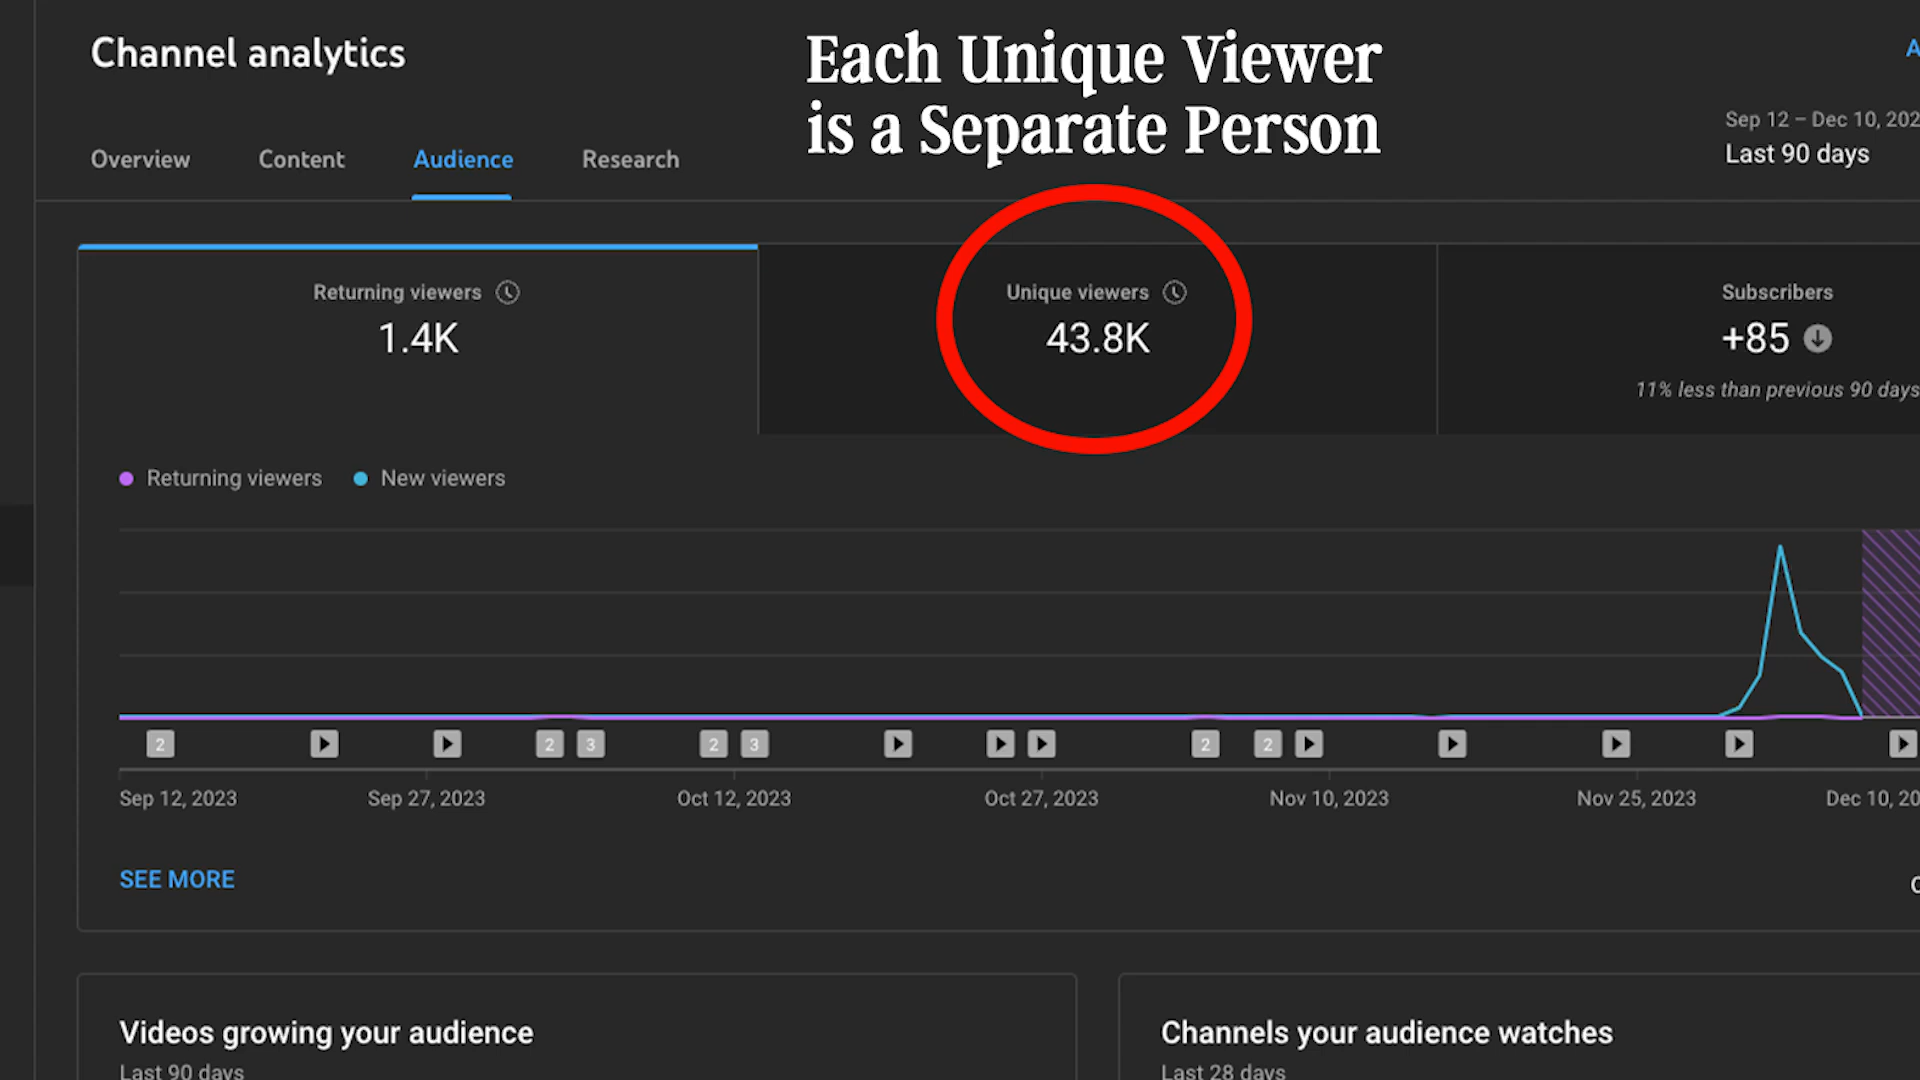 Channel analytics
Each Unique Viewer
is a Separate Person
Sep 12 – Dec 10, 202
Last 90 days
Overview
Content
Audience
Research
Returning viewers
1.4K
Unique viewers
43.8K
Subscribers
+85
11% less than previous 90 days
Returning viewers
New viewers
2
2
3
2
3
2
2
Sep 12, 2023
Sep 27, 2023
Oct 12, 2023
Oct 27, 2023
Nov 10, 2023
Nov 25, 2023
Dec 10, 20
SEE MORE
Videos growing your audience
Last 90 days
Channels your audience watches
Last 28 days